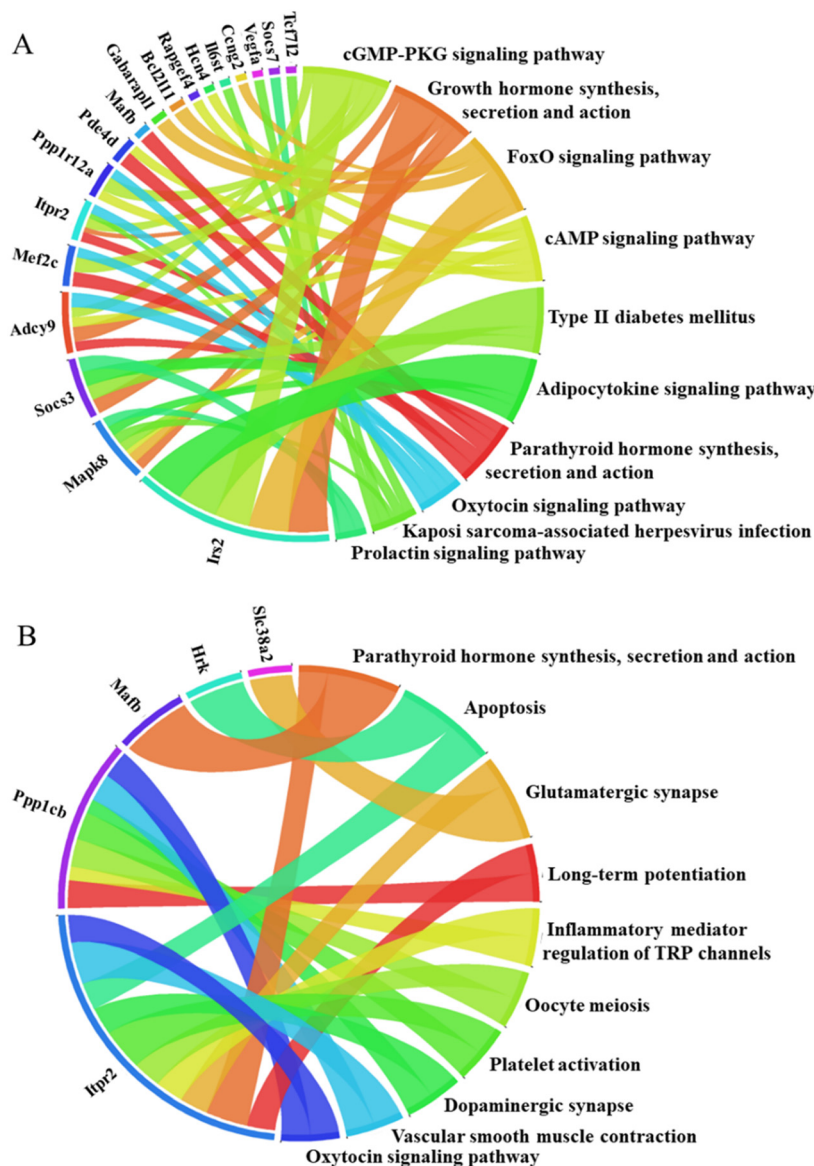 A
Tcf7l2
Socs7
Vegfa
Ccng2
Il6st
Hcn4
Rapgef4
Bcl2l11
Gabarapl1
Mafb
Pde4d
Ppp1r12a
Itpr2
Mef2c
Adcy9
Socs3
Mapk8
Irs2
cGMP-PKG signaling pathway
Growth hormone synthesis,
secretion and action
FoxO signaling pathway
cAMP signaling pathway
Type II diabetes mellitus
Adipocytokine signaling pathway
Parathyroid hormone synthesis,
secretion and action
Oxytocin signaling pathway
Kaposi sarcoma-associated herpesvirus infection
Prolactin signaling pathway
B
Slc38a2
Hrk
Mafb
Ppp1cb
Itpr2
Parathyroid hormone synthesis, secretion and action
Apoptosis
Glutamatergic synapse
Long-term potentiation
Inflammatory mediator
regulation of TRP channels
Oocyte meiosis
Platelet activation
Dopaminergic synapse
Vascular smooth muscle contraction
Oxytocin signaling pathway